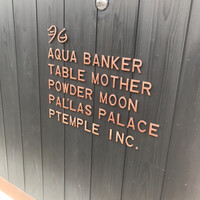 96
AQUA BANKER
TABLE MOTHER
POWDER MOON
PALLAS PALACE
PTEMPLE INC.